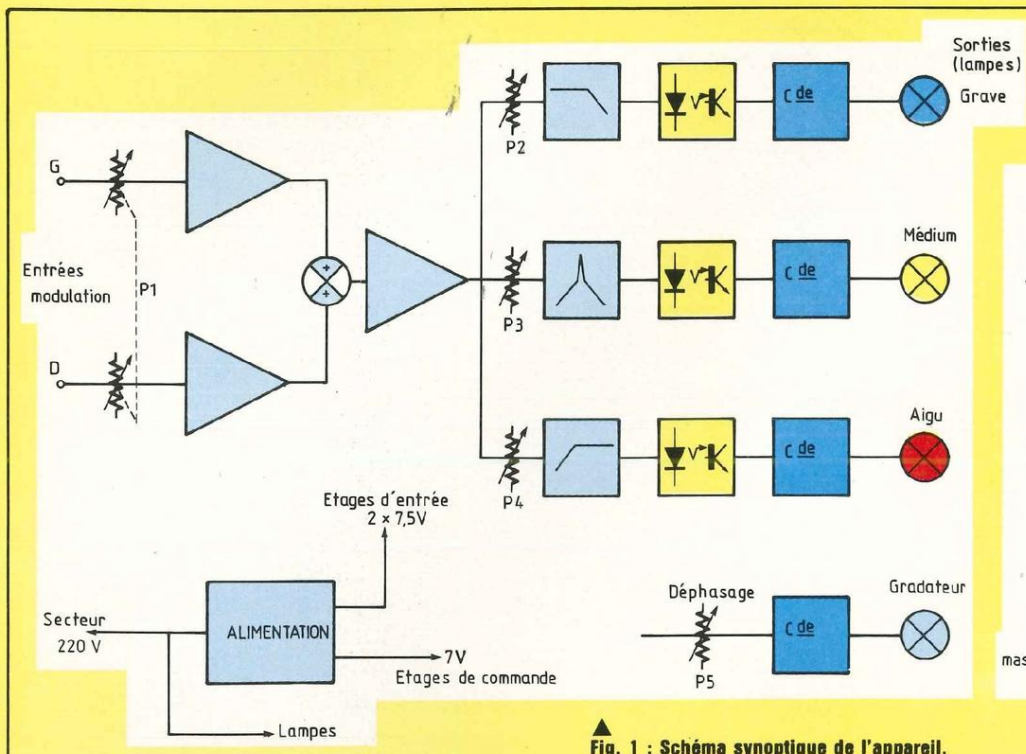 Sorties
(lampes)
Grave
P2
C de
G
Entrées
modulation
P1
D
+
+
Médium
P3
C de
Aigu
P4
C de
Etages d'entrée
2 × 7,5V
Secteur
220 V
ALIMENTATION
7V
Etages de commande
Lampes
Déphasage
P5
C de
Gradateur
mas
Fig. 1 : Schéma synoptique de l'appareil.